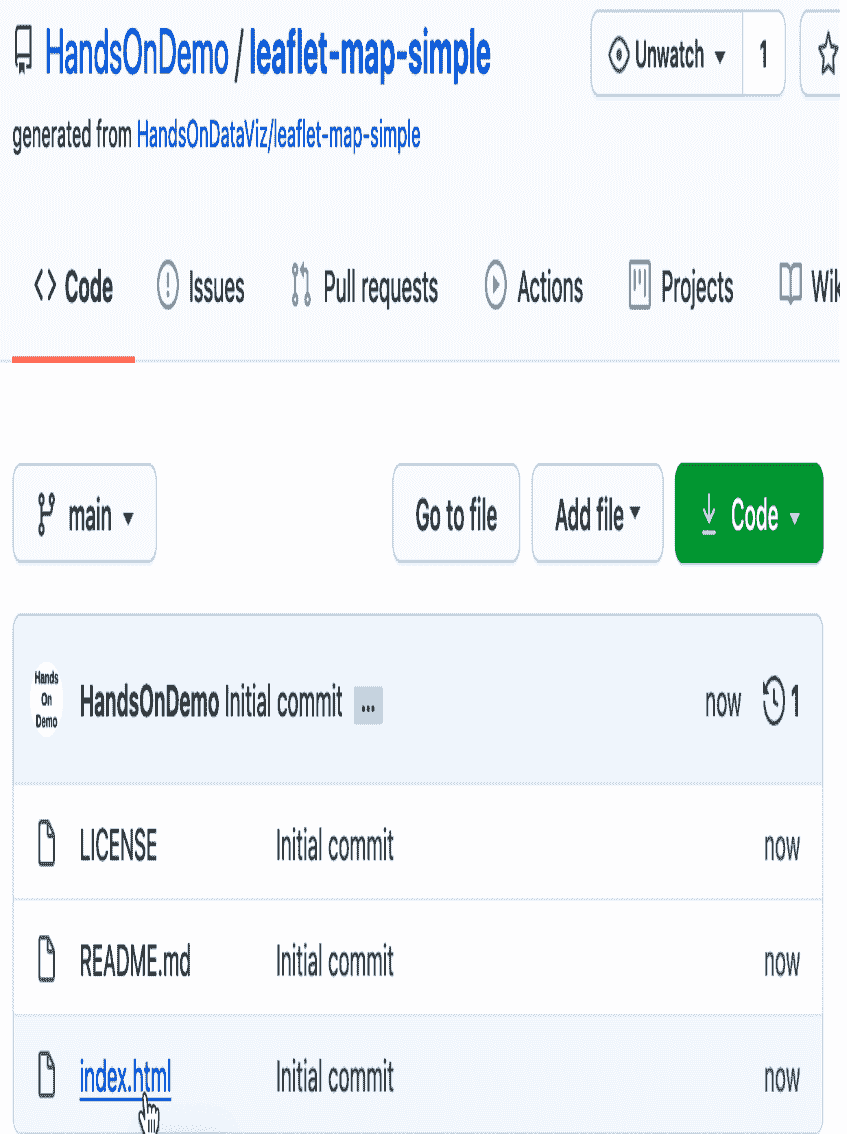 HandsOnDemo / leaflet-map-simple Unwatch 1
generated from HandsOnDataViz/leaflet-map-simple
Code Issues Pull requests Actions Projects Wik
main Go to file Add file Code
Hands On Demo
HandsOnDemo Initial commit ... now 1
LICENSE Initial commit now
README.md Initial commit now
index.html Initial commit now